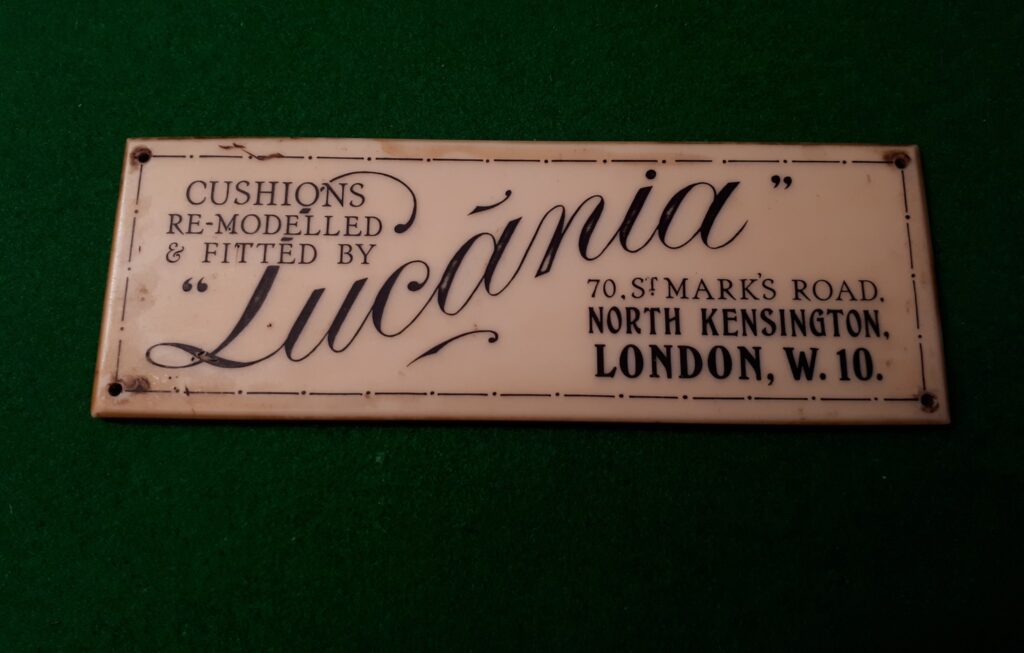 CUSHIONS
RE-MODELLED
& FITTED BY
“Lucania”
70, St MARK'S ROAD.
NORTH KENSINGTON,
LONDON, W. 10.